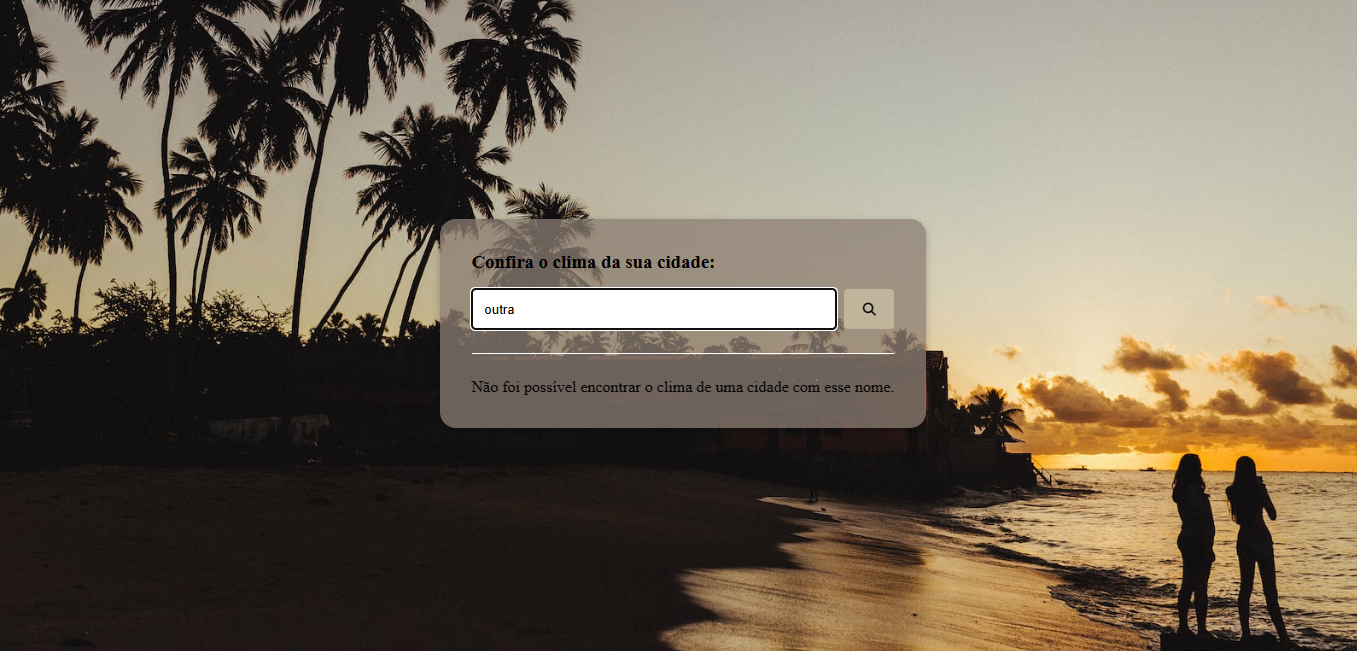 Confira o clima da sua cidade:
outra
Não foi possível encontrar o clima de uma cidade com esse nome.